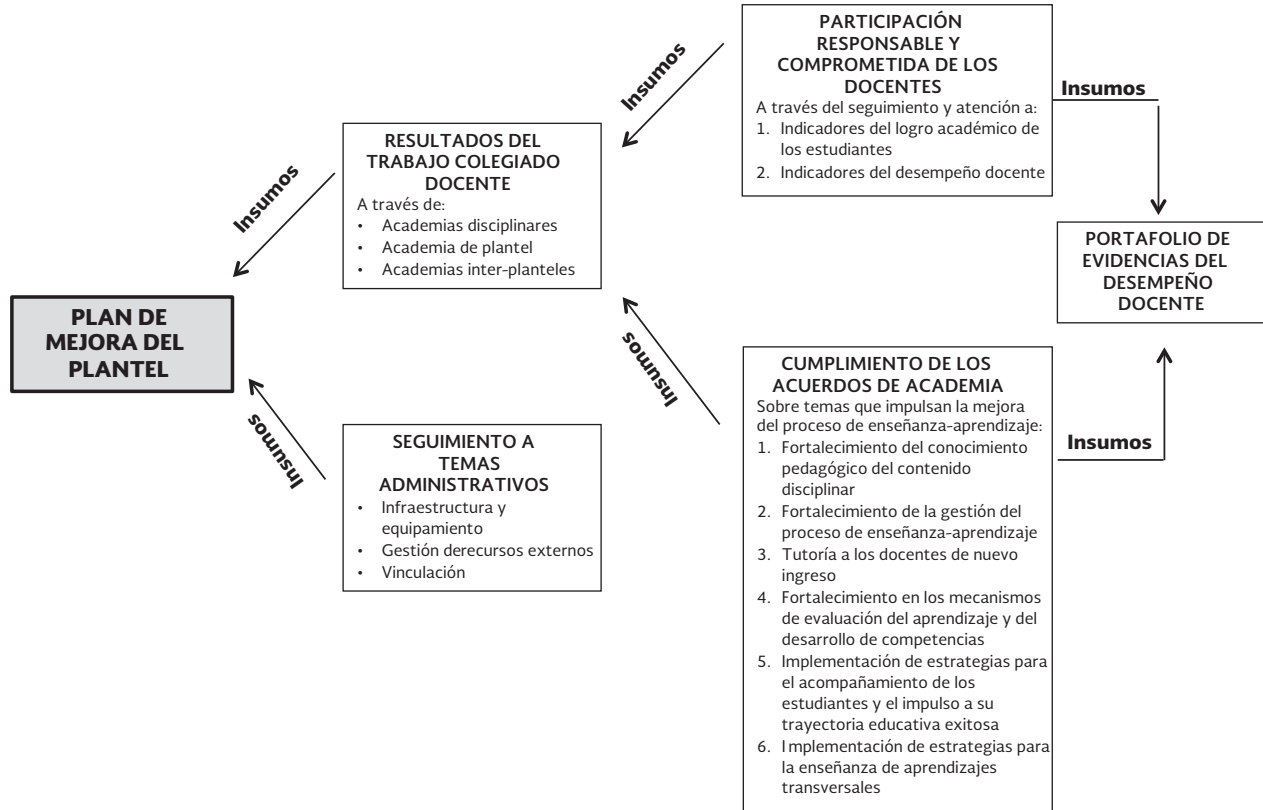 PLAN DE
MEJORA DEL
PLANTEL
Insumos
Insumos
RESULTADOS DEL
TRABAJO COLEGIADO
DOCENTE
A través de:
• Academias disciplinares
• Academia de plantel
• Academias inter-planteles
SEGUIMIENTO A
TEMAS
ADMINISTRATIVOS
• Infraestructura y
equipamiento
• Gestión derecursos externos
• Vinculación
Insumos
Insumos
PARTICIPACIÓN
RESPONSABLE Y
COMPROMETIDA DE LOS
DOCENTES
A través del seguimiento y atención a:
1. Indicadores del logro académico de
los estudiantes
2. Indicadores del desempeño docente
CUMPLIMIENTO DE LOS
ACUERDOS DE ACADEMIA
Sobre temas que impulsan la mejora
del proceso de enseñanza-aprendizaje:
1. Fortalecimiento del conocimiento
pedagógico del contenido
disciplinar
2. Fortalecimiento de la gestión del
proceso de enseñanza-aprendizaje
3. Tutoría a los docentes de nuevo
ingreso
4. Fortalecimiento en los mecanismos
de evaluación del aprendizaje y del
desarrollo de competencias
5. Implementación de estrategias para
el acompañamiento de los
estudiantes y el impulso a su
trayectoria educativa exitosa
6. Implementación de estrategias para
la enseñanza de aprendizajes
transversales
Insumos
Insumos
PORTAFOLIO DE
EVIDENCIAS DEL
DESEMPEÑO
DOCENTE